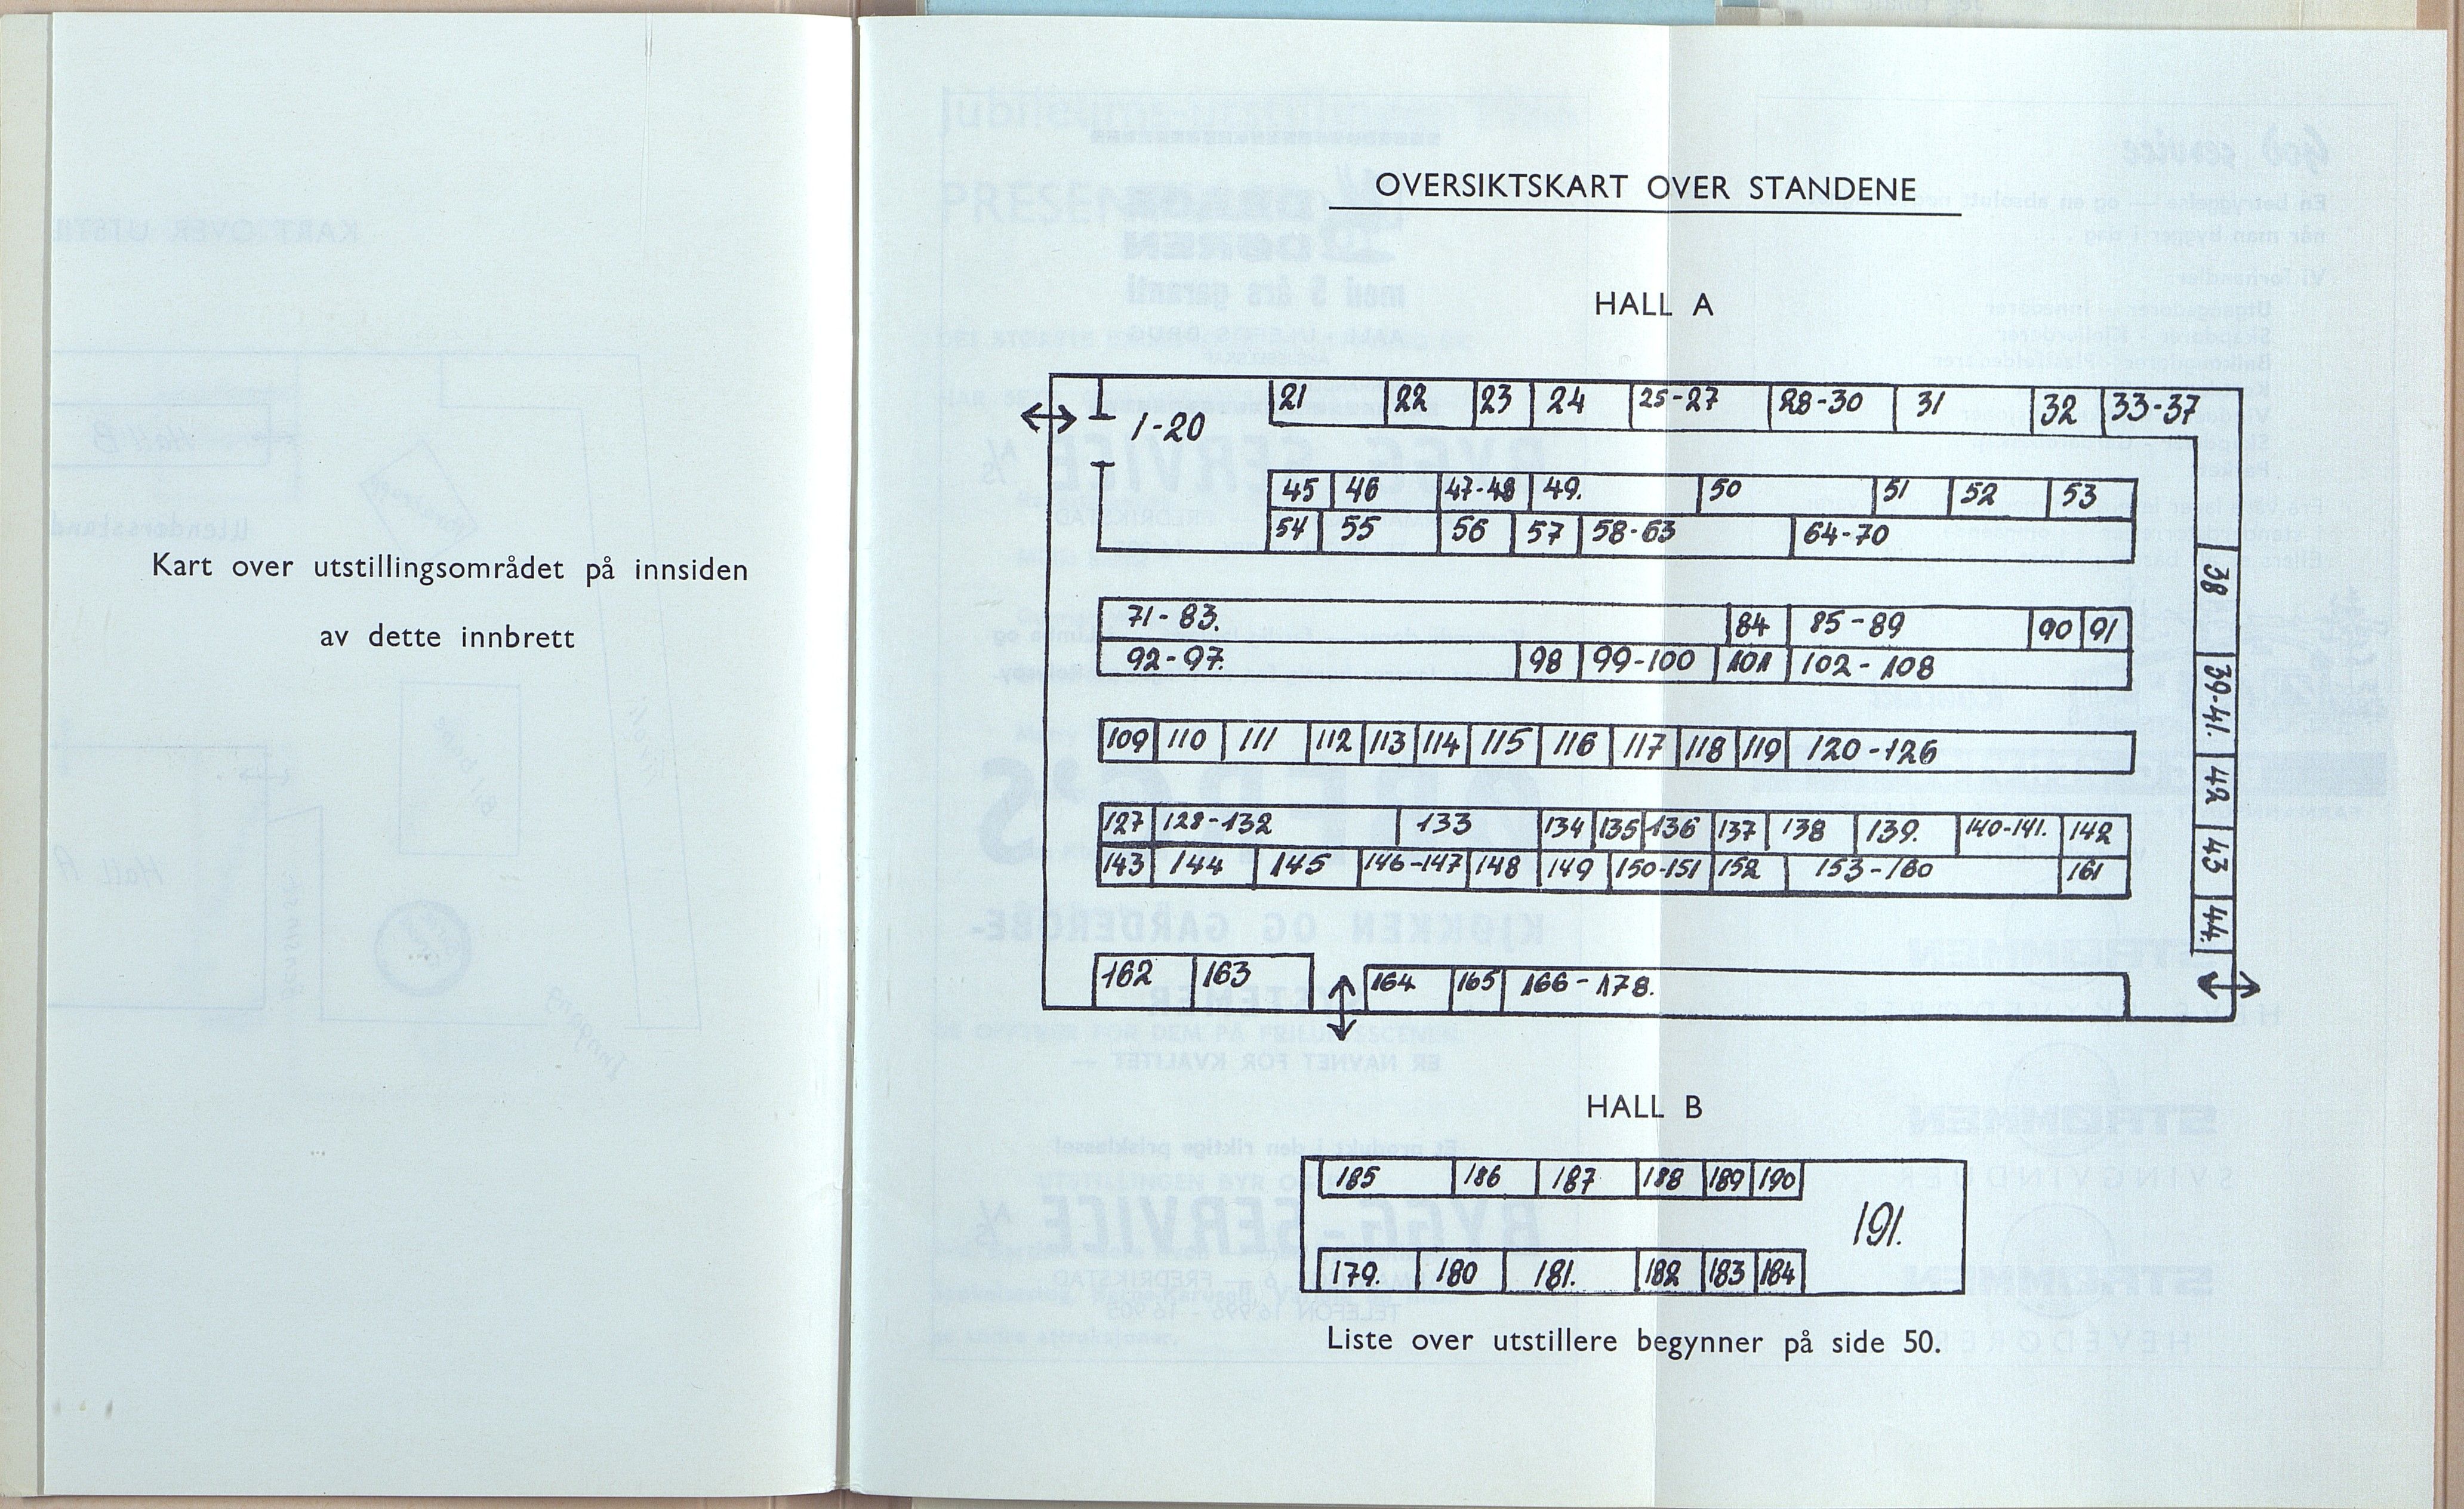 Kart over utstillingsområdet på innsiden
av dette innbrett
OVERSIKTSKART OVER STANDENE
HALL A
1-20
21 22 23 24 25-27 28-30 31 32 33-37
45 46 47-48 49. 50 51 52 53
54 55 56 57 58-63 64-70
38
71-83. 84 85-89 90 91
92-97. 98 99-100 101 102-108
39-41.
109 110 111 112 113 114 115 116 117 118 119 120-126
42
127 128-132 133 134 135 136 137 138 139. 140-141. 142
143 144 145 146-147 148 149 150-151 152 153-160 161
43
44.
162 163 164 165 166-178.
HALL B
185 186 187 188 189 190
191.
179. 180 181. 182 183 184
Liste over utstillere begynner på side 50.